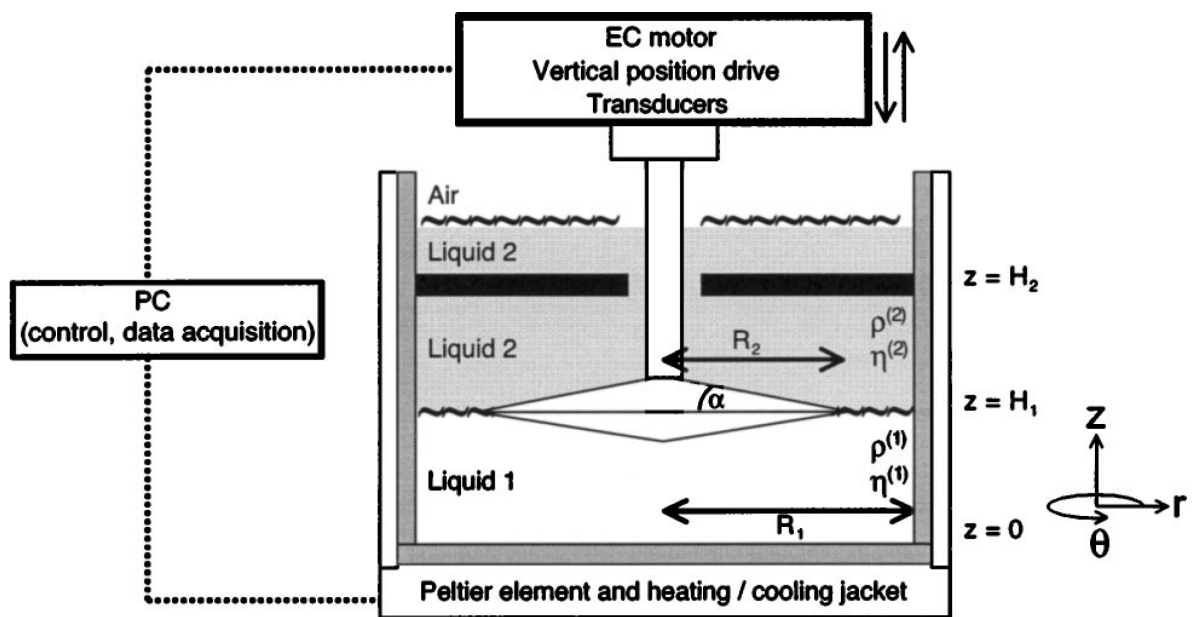 EC motor
Vertical position drive
Transducers
Air
Liquid 2
z = H₂
PC
(control, data acquisition)
ρ⁽²⁾
Liquid 2
R₂
η⁽²⁾
α
z = H₁
z
ρ⁽¹⁾
Liquid 1
η⁽¹⁾
r
R₁
z = 0
θ
Peltier element and heating / cooling jacket